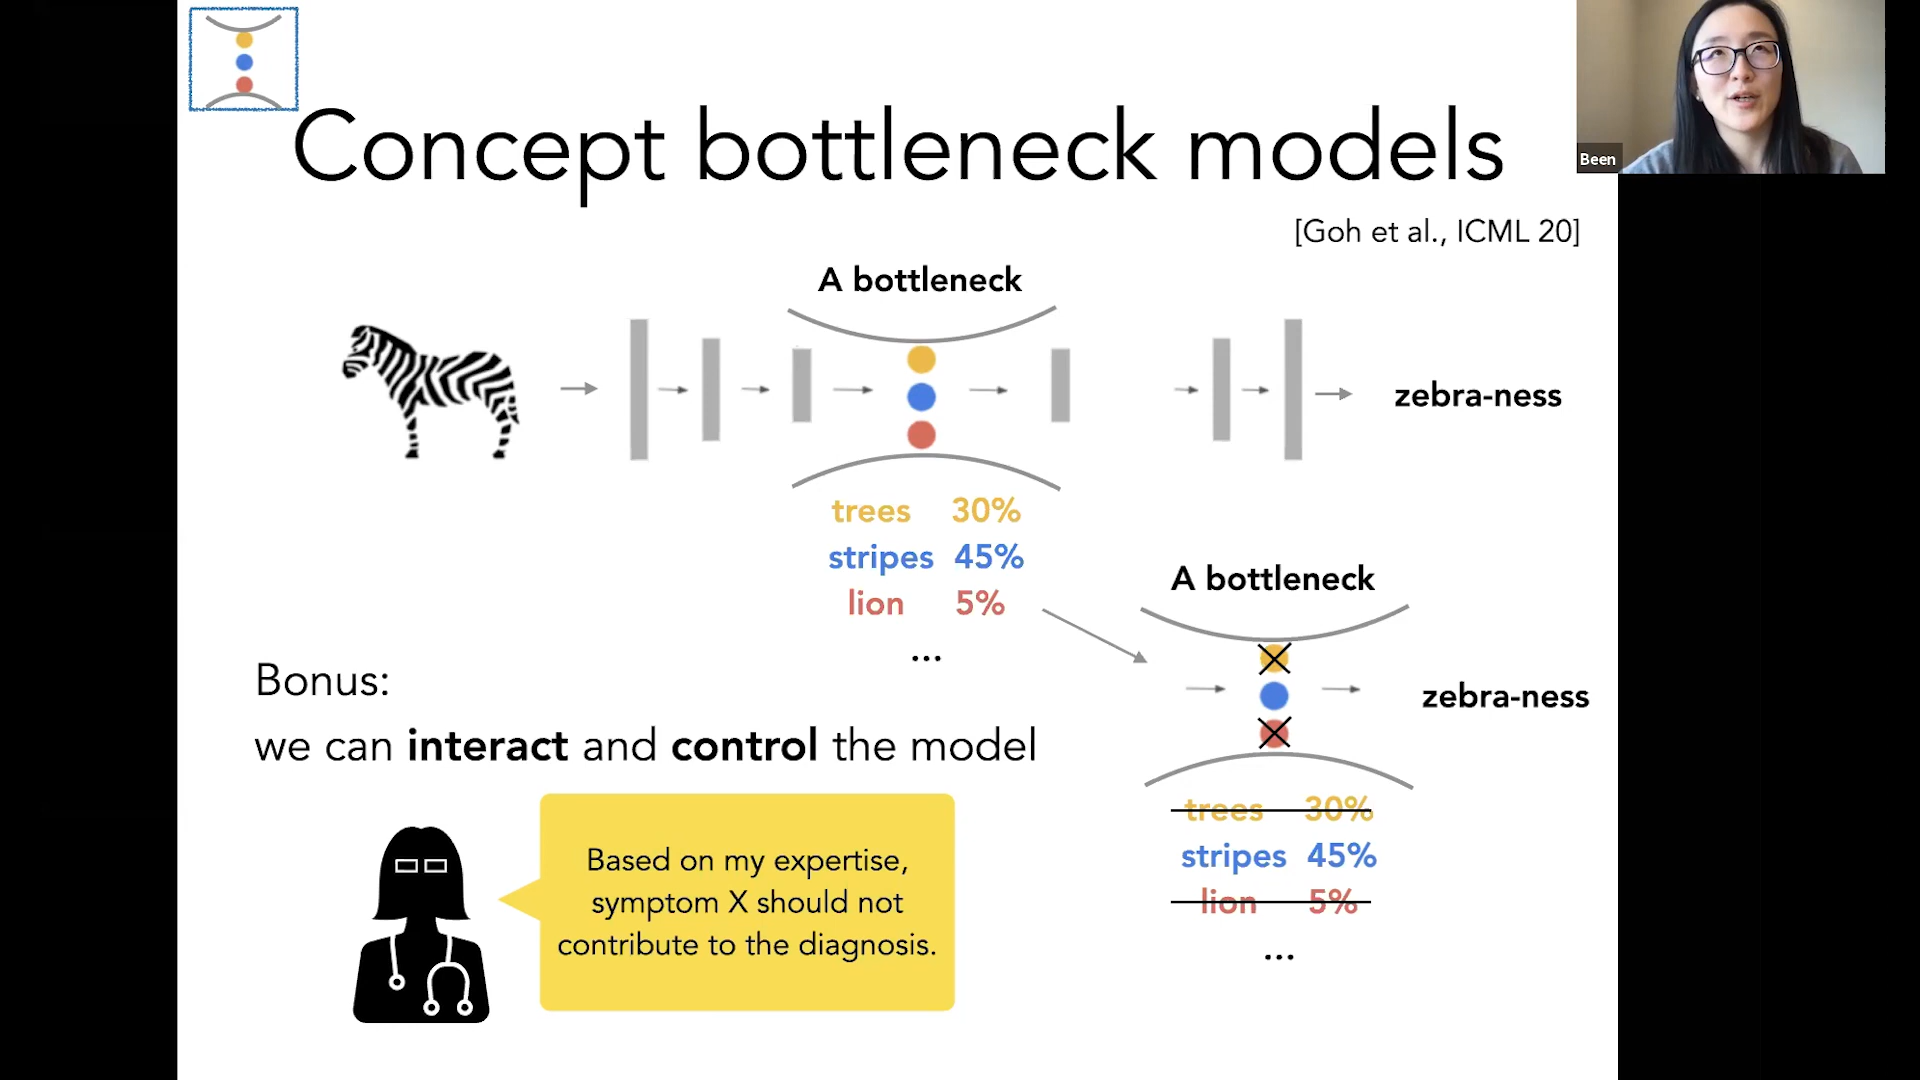 Concept bottleneck models
Been
[Goh et al., ICML 20]
A bottleneck
zebra-ness
trees 30%
stripes 45%
lion 5%
...
A bottleneck
zebra-ness
trees 30%
stripes 45%
lion 5%
...
Bonus:
we can interact and control the model
Based on my expertise,
symptom X should not
contribute to the diagnosis.